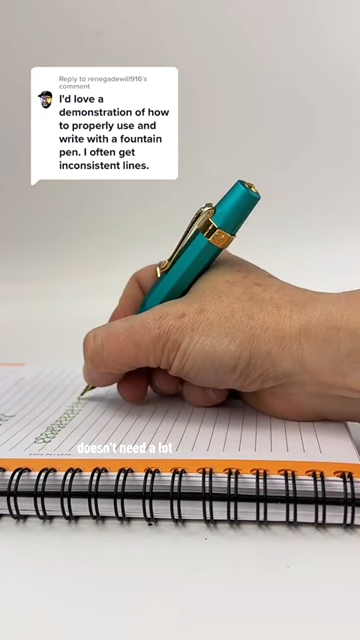 Reply to renegadewill916's
comment
I'd love a
demonstration of how
to properly use and
write with a fountain
pen. I often get
inconsistent lines.
doesn't need a lot